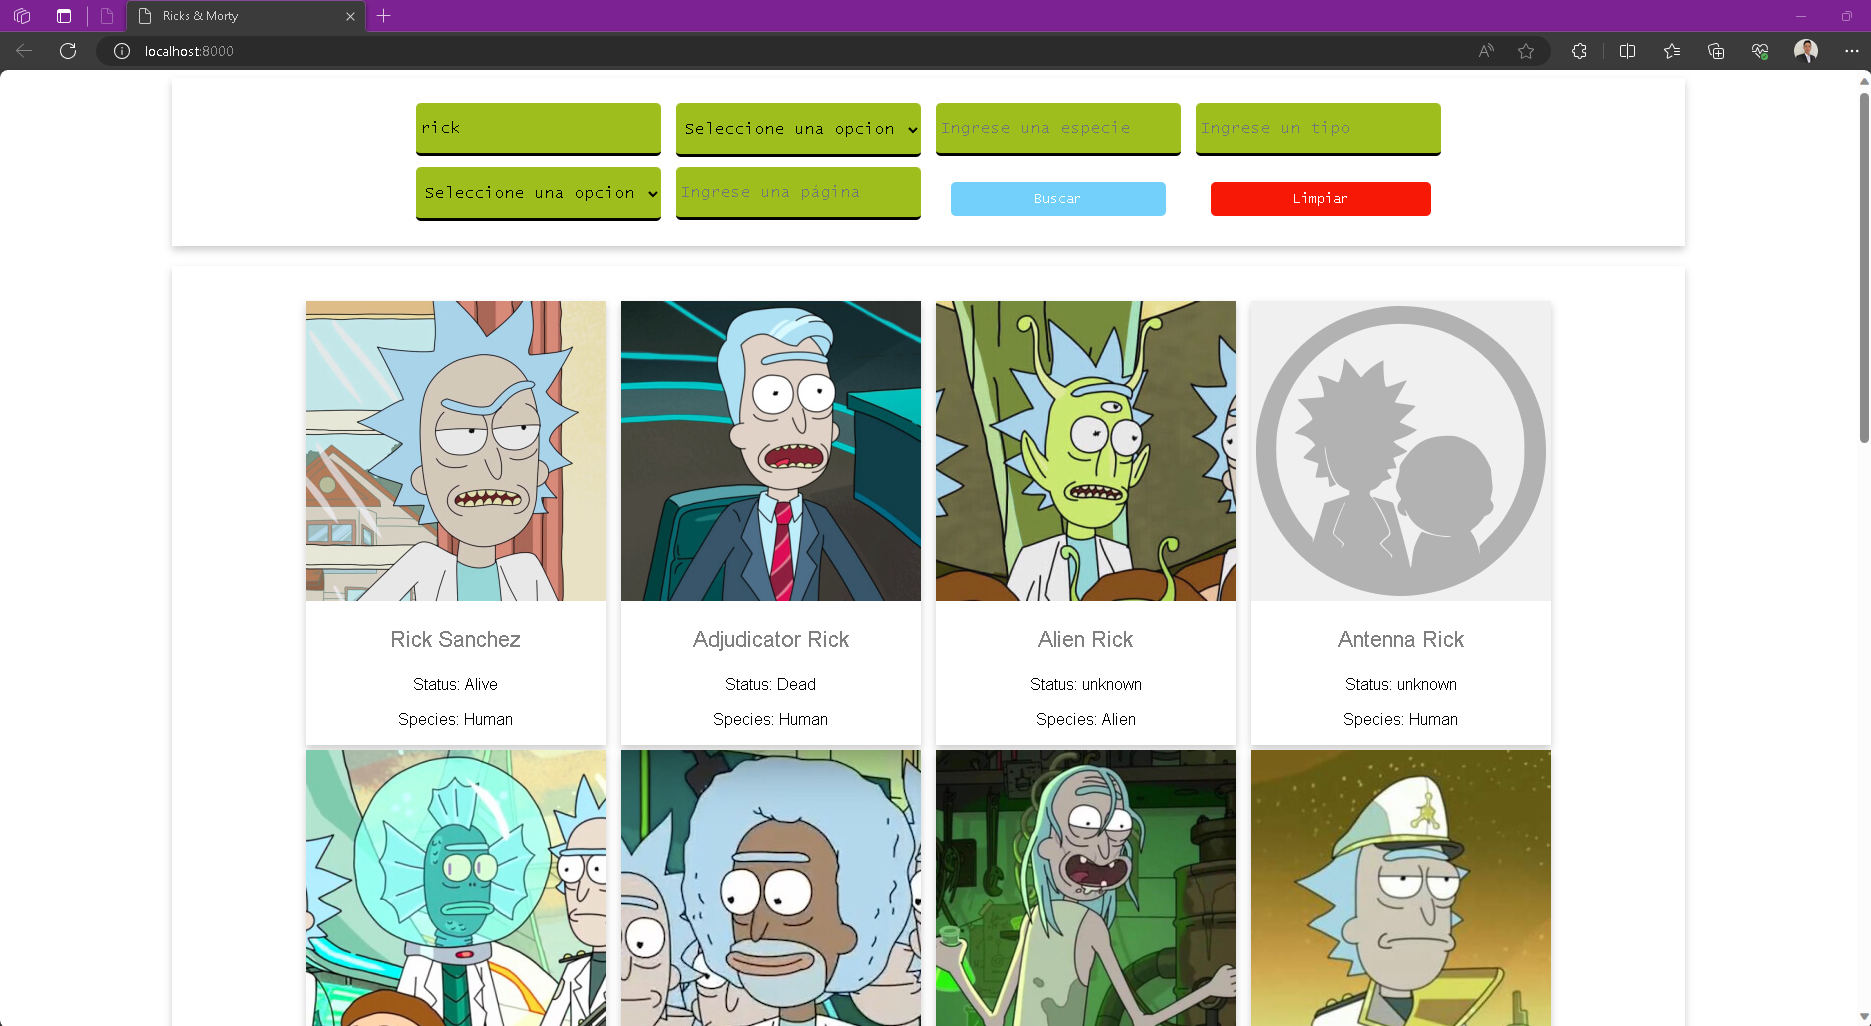 Ricks & Morty
localhost:8000
rick
Seleccione una opcion
Ingrese una especie
Ingrese un tipo
Seleccione una opcion
Ingrese una página
Buscar
Limpiar
Rick Sanchez
Status: Alive
Species: Human
Adjudicator Rick
Status: Dead
Species: Human
Alien Rick
Status: unknown
Species: Alien
Antenna Rick
Status: unknown
Species: Human